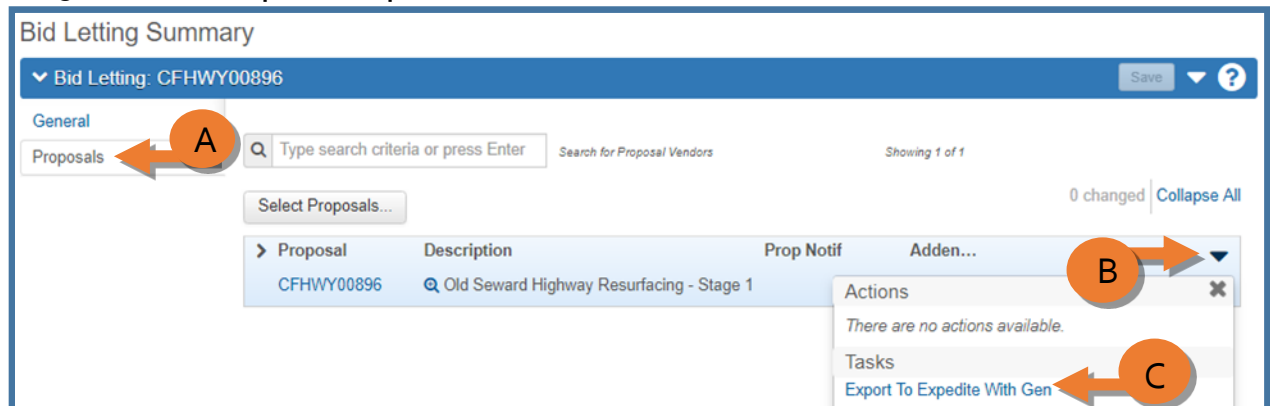 Bid Letting Summary
Bid Letting: CFHWY00896
Save ?
General
Proposals
A
Type search criteria or press Enter
Search for Proposal Vendors
Showing 1 of 1
Select Proposals...
0 changed Collapse All
Proposal Description Prop Notif Adden...
B
CFHWY00896 Old Seward Highway Resurfacing - Stage 1
Actions
There are no actions available.
Tasks
Export To Expedite With Gen
C